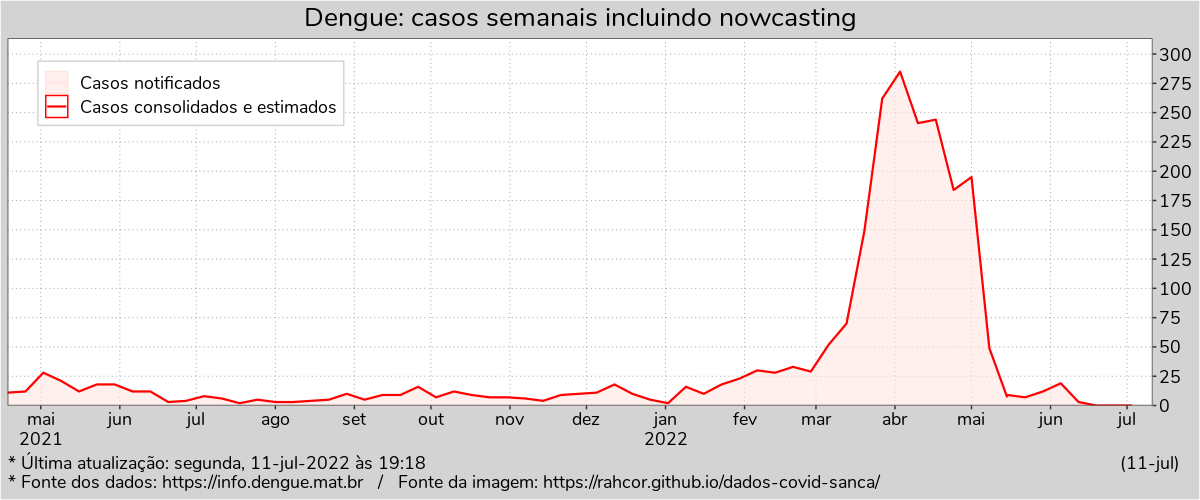 Dengue: casos semanais incluindo nowcasting
Casos notificados
Casos consolidados e estimados
300
275
250
225
200
175
150
125
100
75
50
25
0
mai jun jul ago set out nov dez jan fev mar abr mai jun jul
2021 2022
* Última atualização: segunda, 11-jul-2022 às 19:18 (11-jul)
* Fonte dos dados: https://info.dengue.mat.br / Fonte da imagem: https://rahcor.github.io/dados-covid-sanca/